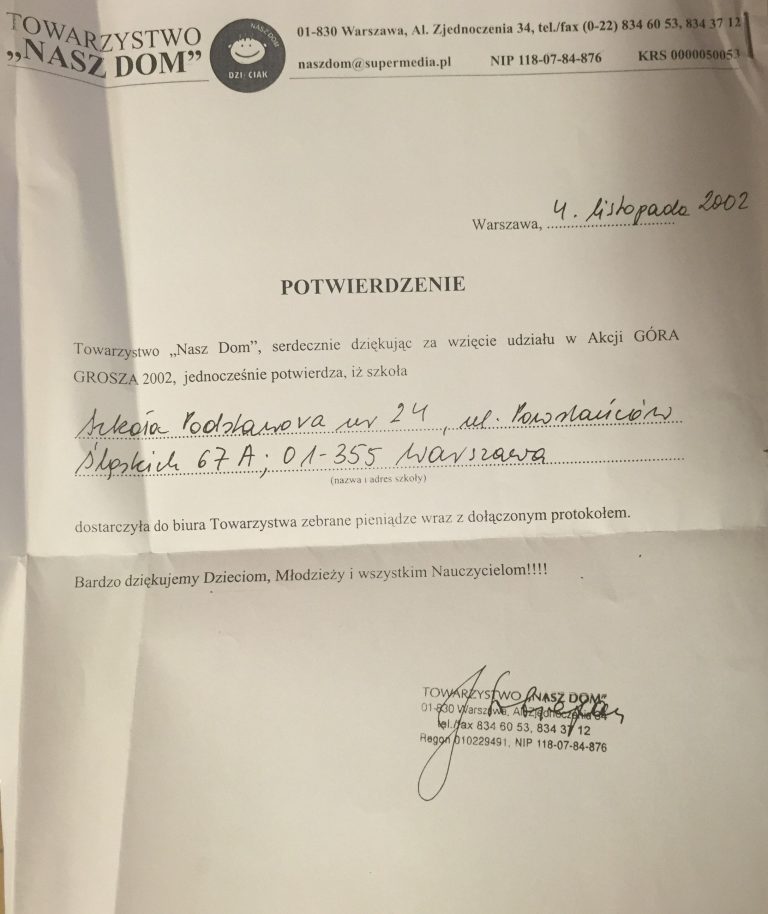 TOWARZYSTWO
„NASZ DOM”
NASZ DOM
DZI CIAK
01-830 Warszawa, Al. Zjednoczenia 34, tel./fax (0-22) 834 60 53, 834 37 12
naszdom@supermedia.pl NIP 118-07-84-876 KRS 0000050053
Warszawa, 4. listopada 2002
POTWIERDZENIE
Towarzystwo „Nasz Dom”, serdecznie dziękując za wzięcie udziału w Akcji GÓRA
GROSZA 2002, jednocześnie potwierdza, iż szkoła
Szkoła Podstawowa nr 24, ul. Powstańców
Śląskich 67A; 01-355 Warszawa
(nazwa i adres szkoły)
dostarczyła do biura Towarzystwa zebrane pieniądze wraz z dołączonym protokołem.
Bardzo dziękujemy Dzieciom, Młodzieży i wszystkim Nauczycielom!!!!
TOWARZYSTWO „NASZ DOM”
01-830 Warszawa, Al. Zjednoczenia 34
tel./fax 834 60 53, 834 37 12
Regon 010229491, NIP 118-07-84-876